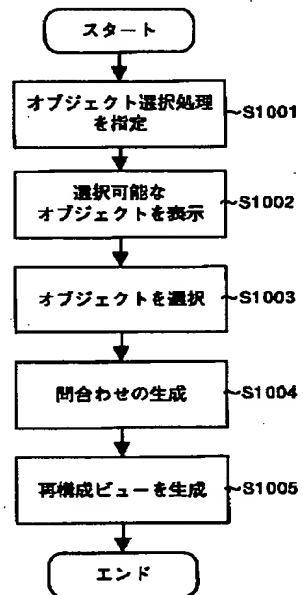 スタート
オブジェクト選択処理
を指定
~S1001
選択可能な
オブジェクトを表示
~S1002
オブジェクトを選択
~S1003
問合わせの生成
~S1004
再構成ビューを生成
~S1005
エンド